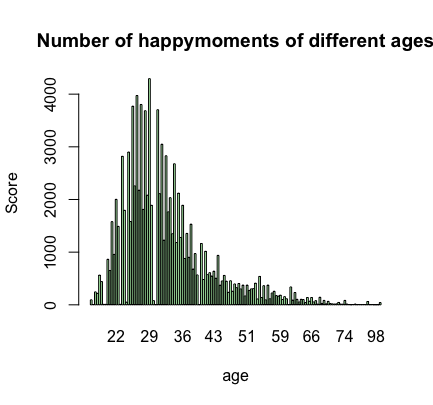 Number of happymoments of different ages
Score
4000
3000
2000
1000
0
22 29 36 43 51 59 66 74 98
age